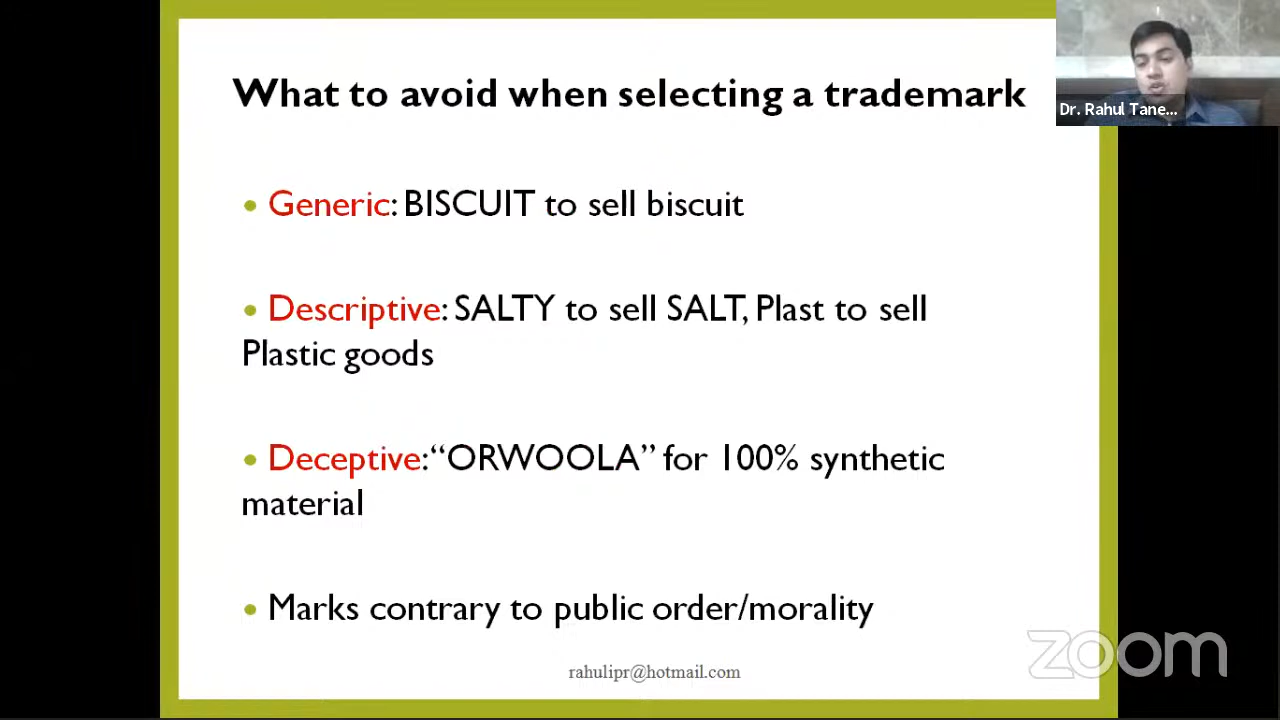 What to avoid when selecting a trademark
Dr. Rahul Tane...
• Generic: BISCUIT to sell biscuit
• Descriptive: SALTY to sell SALT, Plast to sell
Plastic goods
• Deceptive: “ORWOOLA” for 100% synthetic
material
• Marks contrary to public order/morality
zoom
rahulipr@hotmail.com